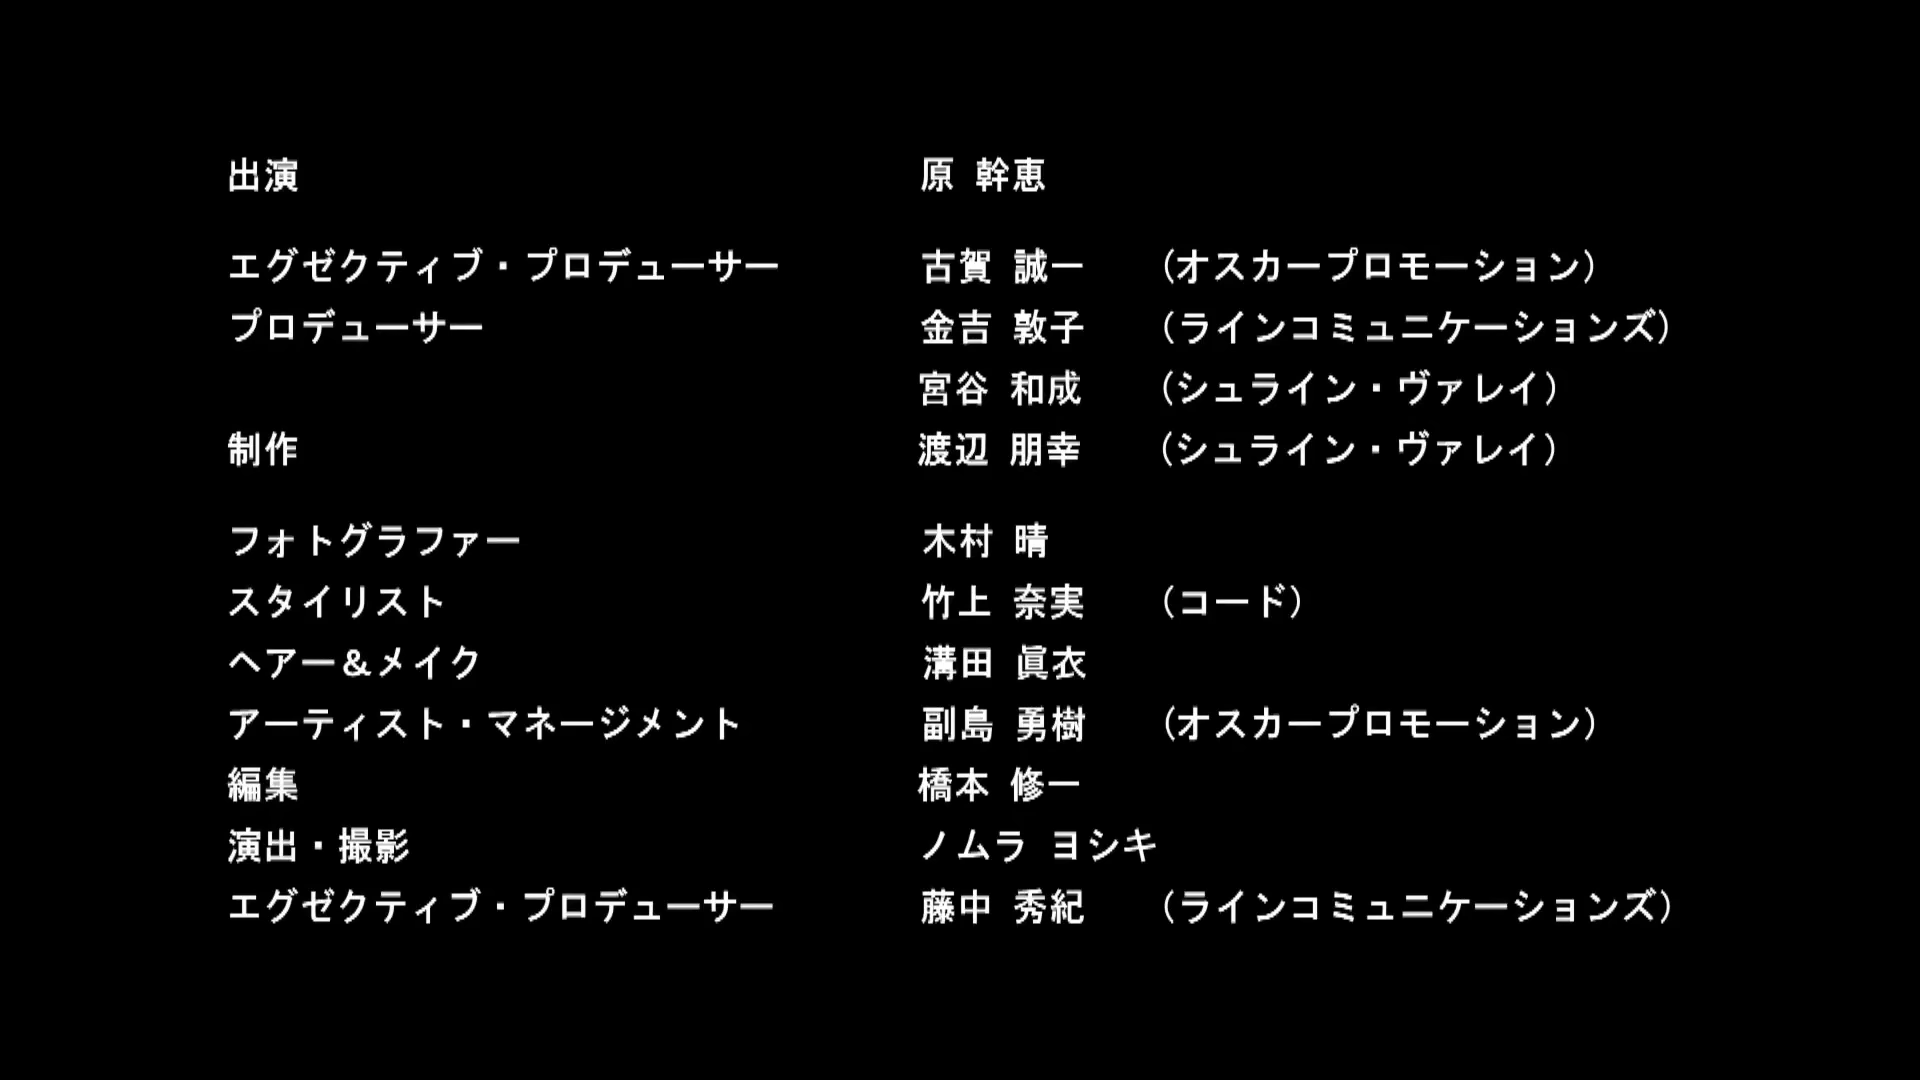 出演 原 幹恵
エグゼクティブ・プロデューサー 古賀 誠一 （オスカープロモーション）
プロデューサー 金吉 敦子 （ラインコミュニケーションズ）
宮谷 和成 （シュライン・ヴァレイ）
制作 渡辺 朋幸 （シュライン・ヴァレイ）
フォトグラファー 木村 晴
スタイリスト 竹上 奈実 （コード）
ヘアー＆メイク 溝田 眞衣
アーティスト・マネージジメント 副島 勇樹 （オスカープロモーション）
編集 橋本 修一
演出・撮影 ノムラ ヨシキ
エグゼクティブ・プロデューサー 藤中 秀紀 （ラインコミュニケーションズ）